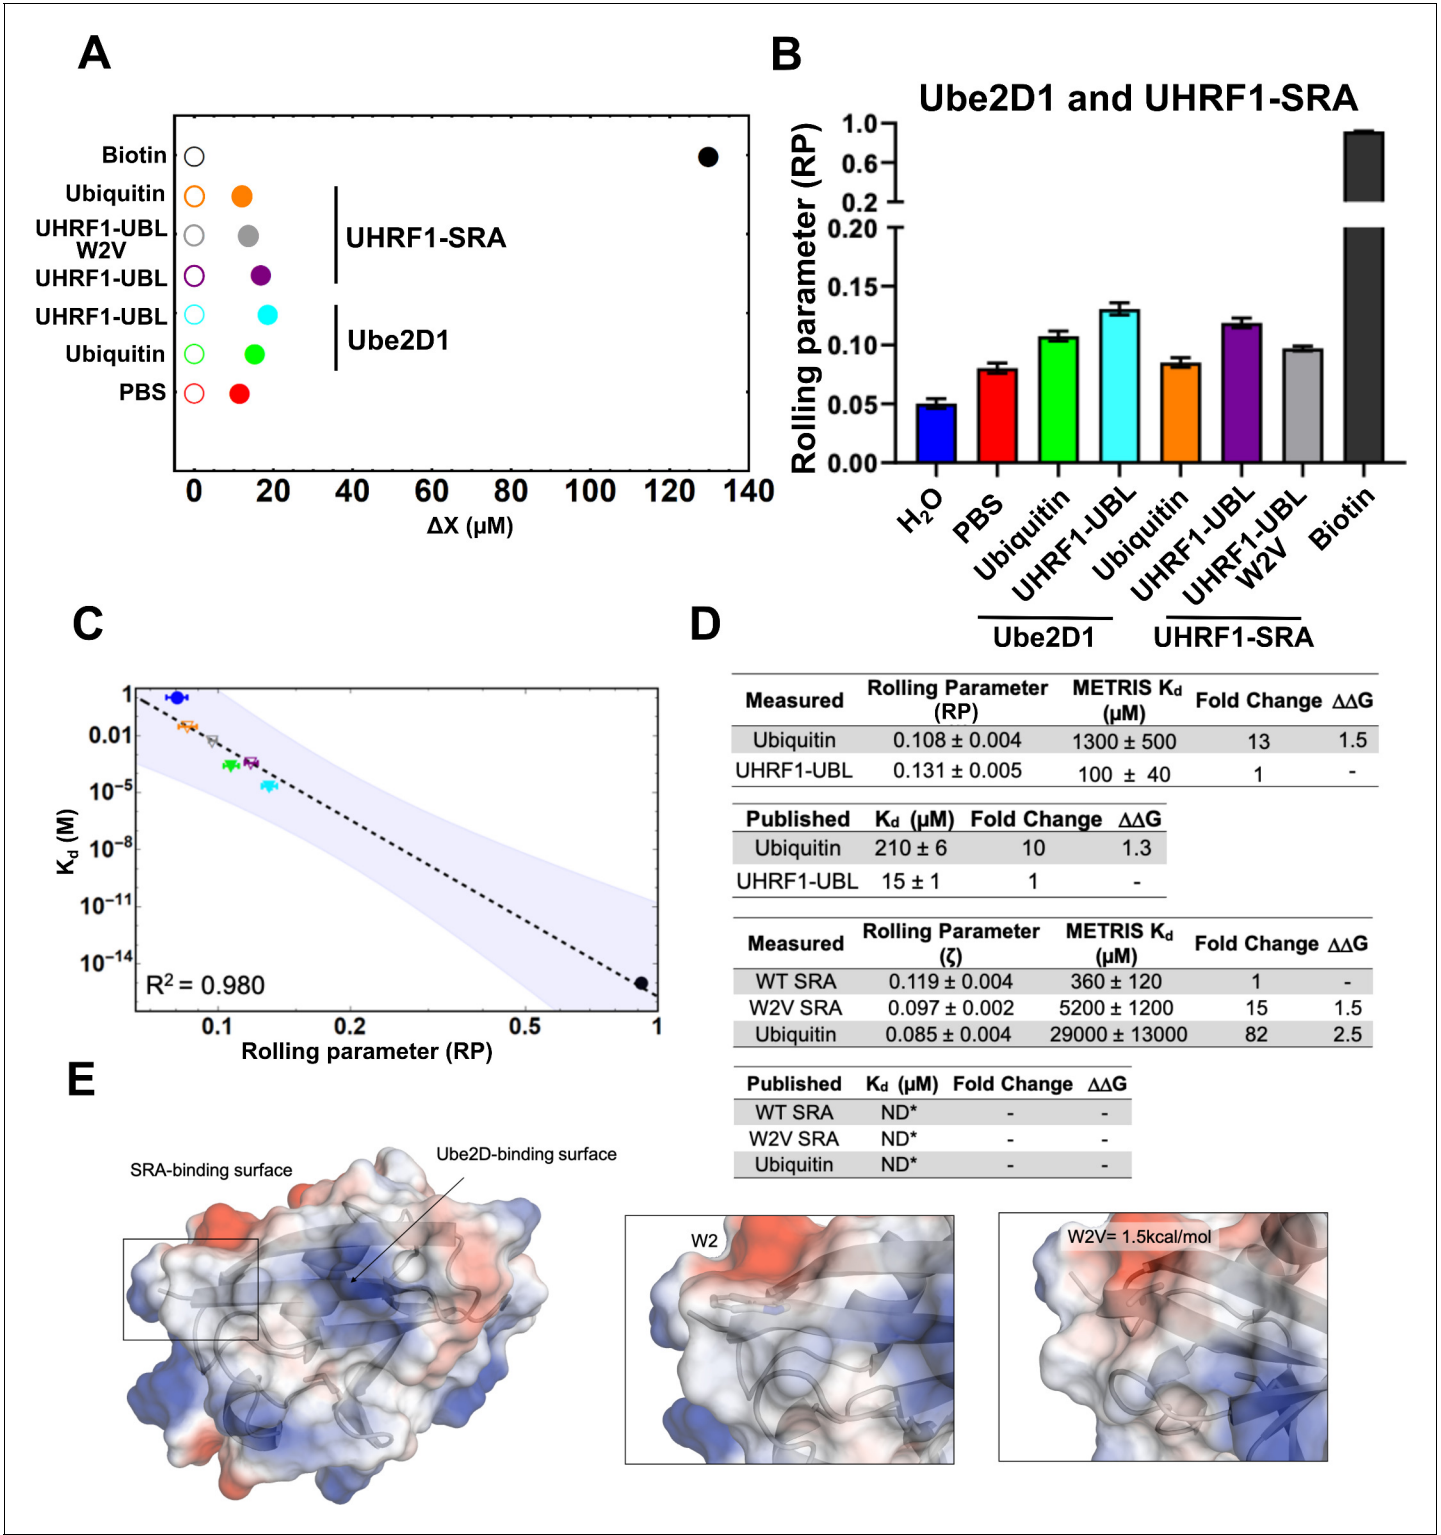 A
Biotin
Ubiquitin
UHRF1-UBL
W2V
UHRF1-UBL
UHRF1-UBL
Ubiquitin
PBS
UHRF1-SRA
Ube2D1
0 20 40 60 80 100 120 140
ΔX (µM)
B
Ube2D1 and UHRF1-SRA
Rolling parameter (RP)
1.0
0.6
0.2
0.20
0.15
0.10
0.05
0.00
H₂O
PBS
Ubiquitin
UHRF1-UBL
Ubiquitin
UHRF1-UBL
UHRF1-UBL
W2V
Biotin
Ube2D1
UHRF1-SRA
C
K_d (M)
1
0.01
10⁻⁵
10⁻⁸
10⁻¹¹
10⁻¹⁴
R² = 0.980
0.1 0.2 0.5 1
Rolling parameter (RP)
D
Measured Rolling Parameter (RP) METRIS K_d (µM) Fold Change ΔΔG
Ubiquitin 0.108 ± 0.004 1300 ± 500 13 1.5
UHRF1-UBL 0.131 ± 0.005 100 ± 40 1 -
Published K_d (µM) Fold Change ΔΔG
Ubiquitin 210 ± 6 10 1.3
UHRF1-UBL 15 ± 1 1 -
Measured Rolling Parameter (ζ) METRIS K_d (µM) Fold Change ΔΔG
WT SRA 0.119 ± 0.004 360 ± 120 1 -
W2V SRA 0.097 ± 0.002 5200 ± 1200 15 1.5
Ubiquitin 0.085 ± 0.004 29000 ± 13000 82 2.5
Published K_d (µM) Fold Change ΔΔG
WT SRA ND* - -
W2V SRA ND* - -
Ubiquitin ND* - -
E
SRA-binding surface
Ube2D-binding surface
W2
W2V= 1.5kcal/mol